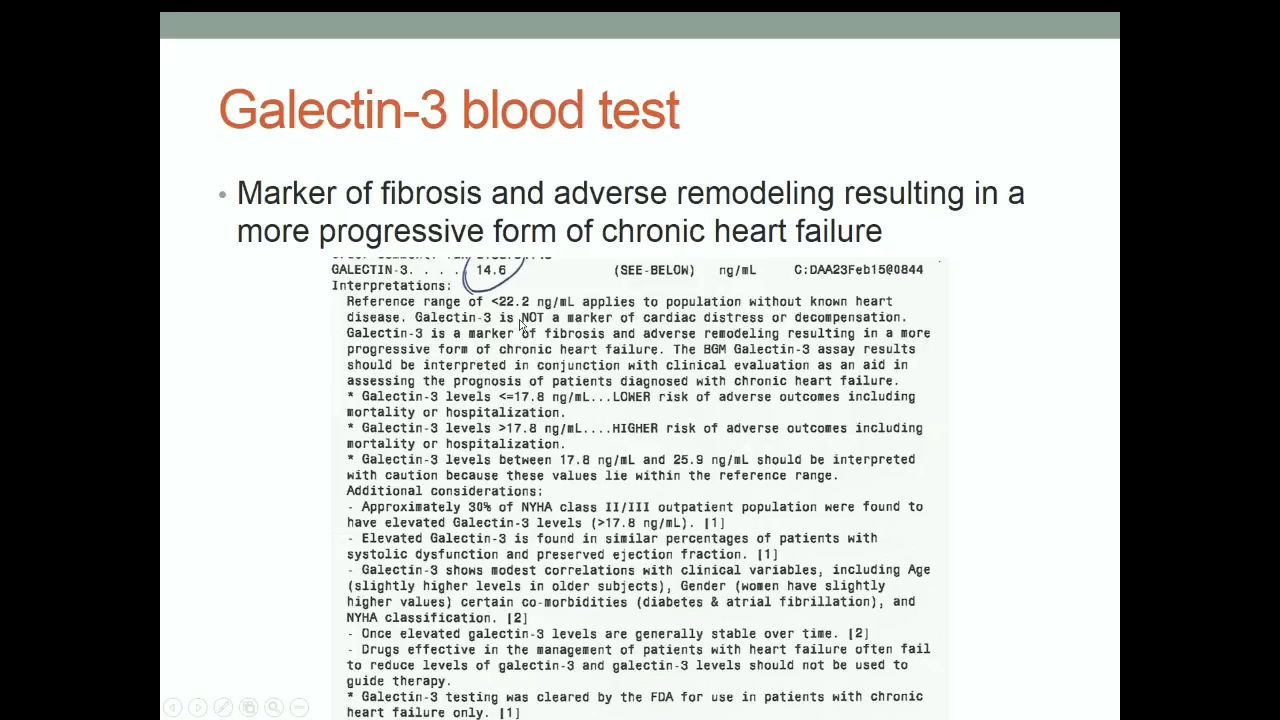 Galectin-3 blood test
• Marker of fibrosis and adverse remodeling resulting in a
more progressive form of chronic heart failure
GALECTIN-3. . . . 14.6 (SEE-BELOW) ng/mL C:DAA23Feb15@0844
Interpretations:
Reference range of <22.2 ng/mL applies to population without known heart
disease. Galectin-3 is NOT a marker of cardiac distress or decompensation.
Galectin-3 is a marker of fibrosis and adverse remodeling resulting in a more
progressive form of chronic heart failure. The BGM Galectin-3 assay results
should be interpreted in conjunction with clinical evaluation as an aid in
assessing the prognosis of patients diagnosed with chronic heart failure.
* Galectin-3 levels <=17.8 ng/mL...LOWER risk of adverse outcomes including
mortality or hospitalization.
* Galectin-3 levels >17.8 ng/mL....HIGHER risk of adverse outcomes including
mortality or hospitalization.
* Galectin-3 levels between 17.8 ng/mL and 25.9 ng/mL should be interpreted
with caution because these values lie within the reference range.
Additional considerations:
- Approximately 30% of NYHA class II/III outpatient population were found to
have elevated Galectin-3 levels (>17.8 ng/mL). [1]
- Elevated Galectin-3 is found in similar percentages of patients with
systolic dysfunction and preserved ejection fraction. [1]
- Galectin-3 shows modest correlations with clinical variables, including Age
(slightly higher levels in older subjects), Gender (women have slightly
higher values) certain co-morbidities (diabetes & atrial fibrillation), and
NYHA classification. [2]
- Once elevated galectin-3 levels are generally stable over time. [2]
- Drugs effective in the management of patients with heart failure often fail
to reduce levels of galectin-3 and galectin-3 levels should not be used to
guide therapy.
* Galectin-3 testing was cleared by the FDA for use in patients with chronic
heart failure only. [1]